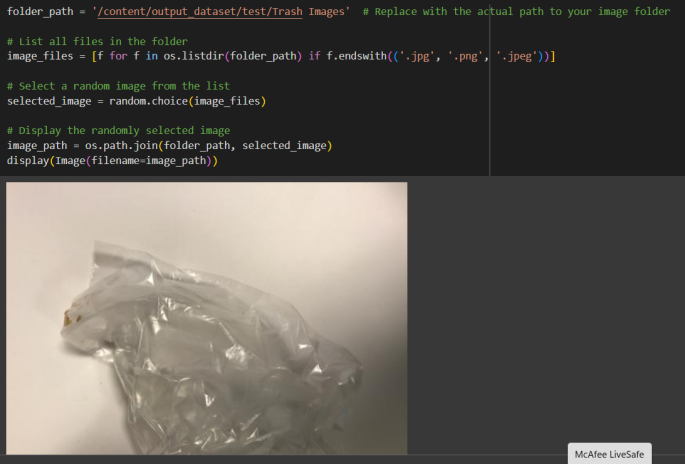 folder_path = '/content/output_dataset/test/Trash Images'  # Replace with the actual path to your image folder
# List all files in the folder
image_files = [f for f in os.listdir(folder_path) if f.endswith(('.jpg', '.png', '.jpeg'))]
# Select a random image from the list
selected_image = random.choice(image_files)
# Display the randomly selected image
image_path = os.path.join(folder_path, selected_image)
display(Image(filename=image_path))
McAfee LiveSafe